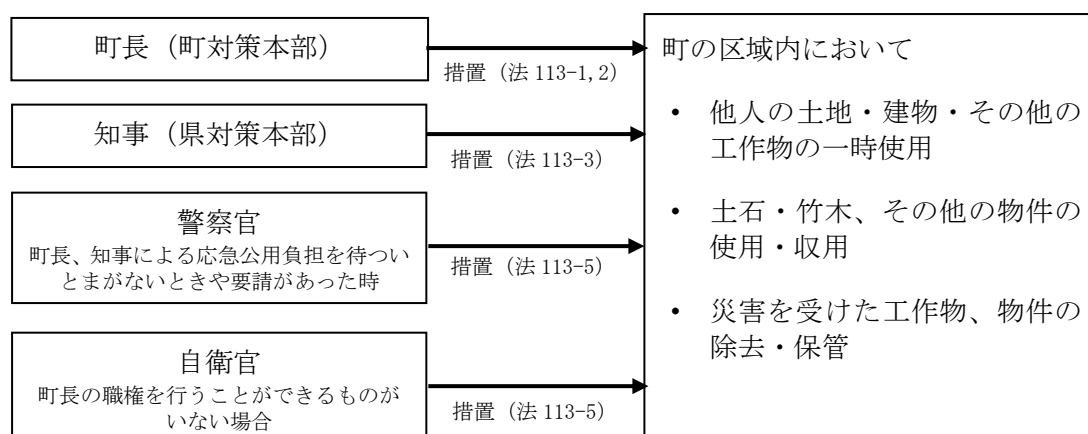 町長（町対策本部）
措置（法 113-1,2）
知事（県対策本部）
措置（法 113-3）
警察官
町長、知事による応急公用負担を待つい
とまがないときや要請があった時
措置（法 113-5）
自衛官
町長の職権を行うことができるものが
いない場合
措置（法 113-5）
町の区域内において
• 他人の土地・建物・その他の
工作物の一時使用
• 土石・竹木、その他の物件の
使用・収用
• 災害を受けた工作物、物件の
除去・保管